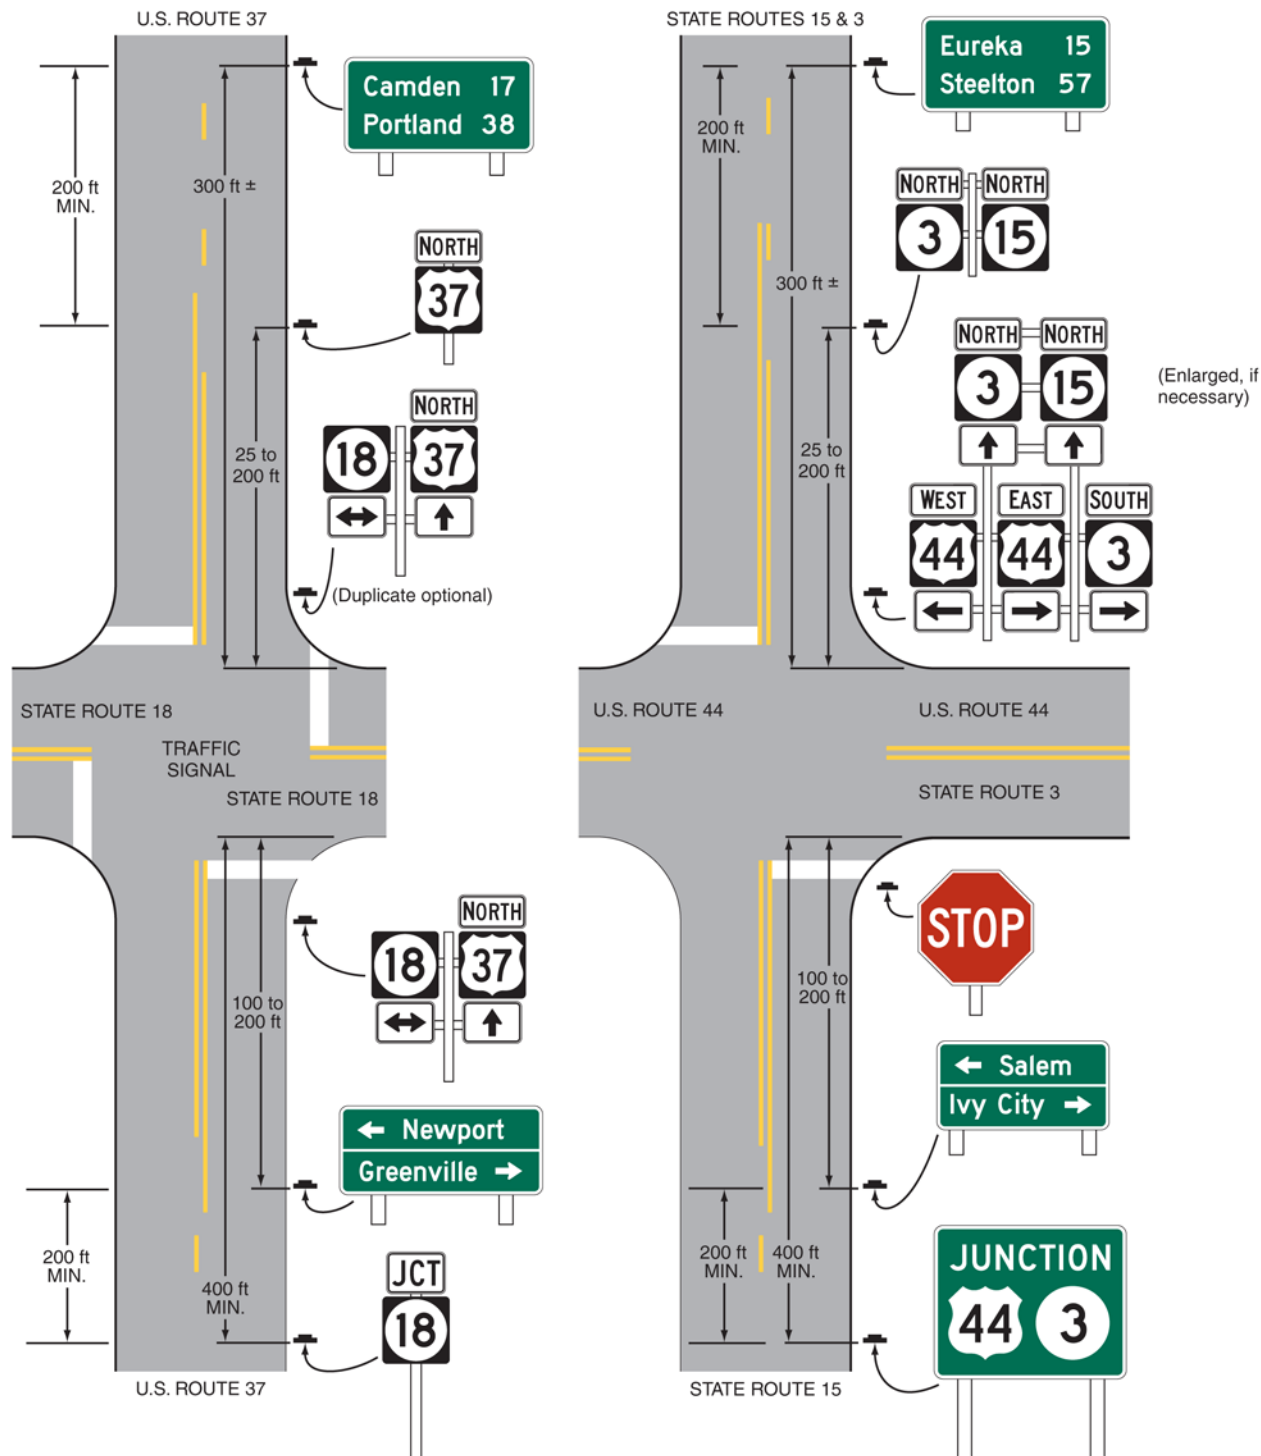 U.S. ROUTE 37
Camden 17
Portland 38
200 ft
MIN.
300 ft ±
NORTH
37
NORTH
18 37
25 to
200 ft
(Duplicate optional)
STATE ROUTE 18
TRAFFIC
SIGNAL
STATE ROUTE 18
NORTH
18 37
100 to
200 ft
Newport
Greenville
200 ft
MIN.
400 ft
MIN.
JCT
18
U.S. ROUTE 37
STATE ROUTES 15 & 3
Eureka 15
Steelton 57
200 ft
MIN.
NORTH NORTH
3 15
300 ft ±
NORTH NORTH
3 15
(Enlarged, if
necessary)
25 to
200 ft
WEST EAST SOUTH
44 44 3
U.S. ROUTE 44
U.S. ROUTE 44
STATE ROUTE 3
STOP
100 to
200 ft
Salem
Ivy City
200 ft
MIN.
400 ft
MIN.
JUNCTION
44 3
STATE ROUTE 15